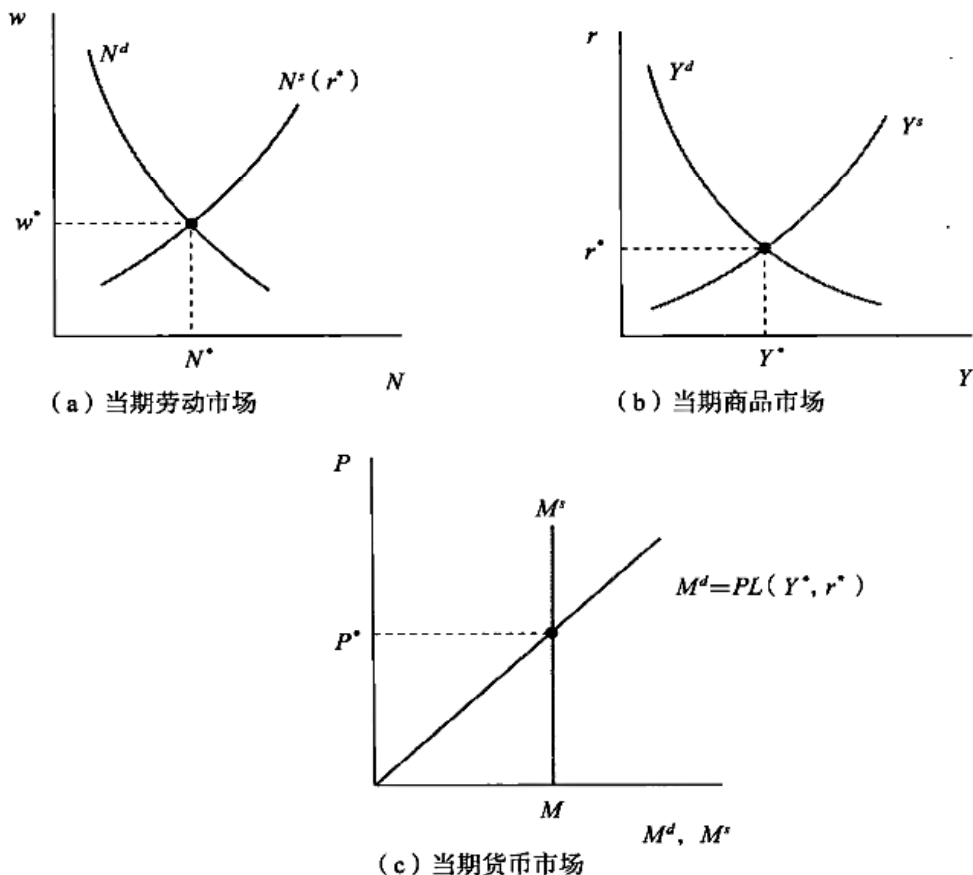 w
N^d
N^s(r^*)
w^*
N^*
N
(a)当期劳动市场
r
Y^d
Y^s
r^*
Y^*
Y
(b)当期商品市场
P
M^s
M^d=PL(Y^*, r^*)
P^*
M
M^d, M^s
(c)当期货币市场